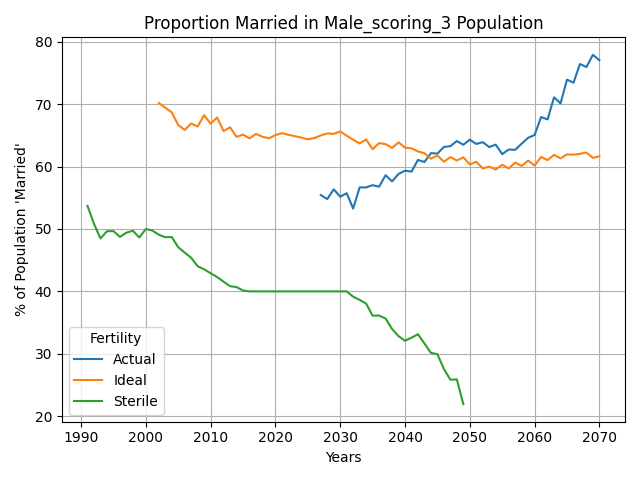 Proportion Married in Male_scoring_3 Population
% of Population 'Married'
80
70
60
50
40
30
20
Fertility
Actual
Ideal
Sterile
1990 2000 2010 2020 2030 2040 2050 2060 2070
Years